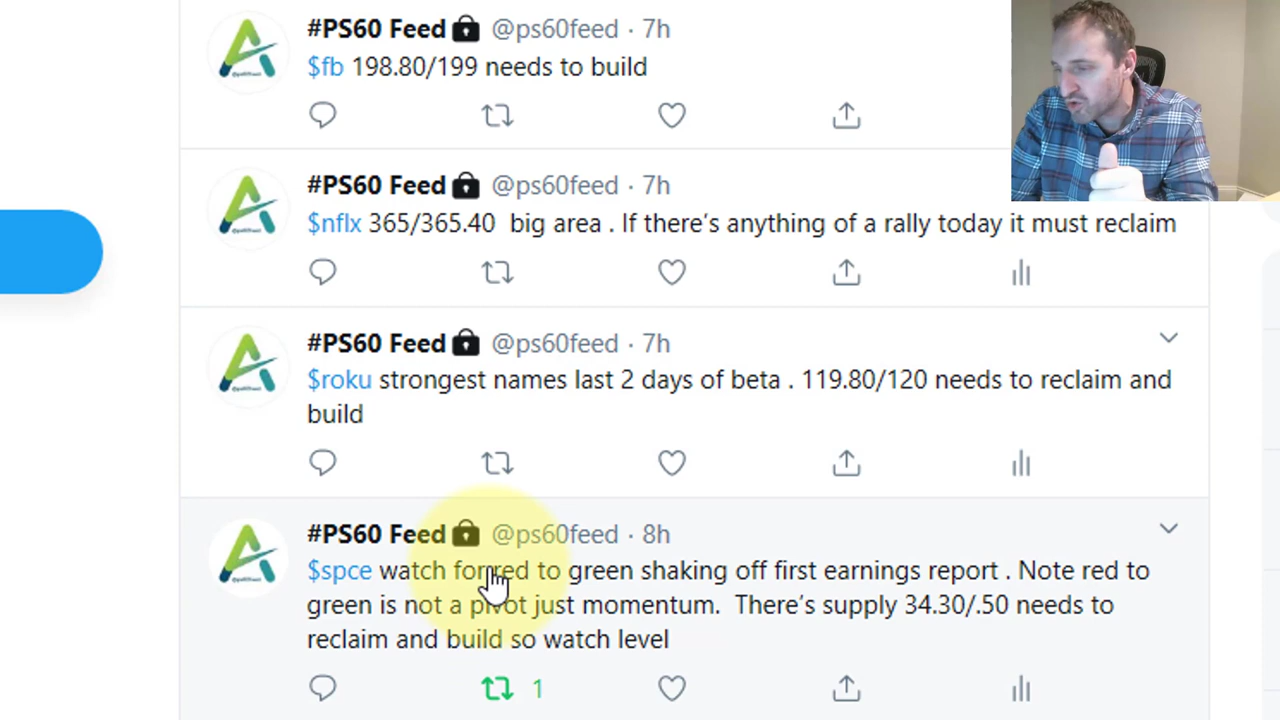 #PS60 Feed @ps60feed · 7h
$fb 198.80/199 needs to build
#PS60 Feed @ps60feed · 7h
$nflx 365/365.40 big area . If there's anything of a rally today it must reclaim
#PS60 Feed @ps60feed · 7h
$roku strongest names last 2 days of beta . 119.80/120 needs to reclaim and
build
#PS60 Feed @ps60feed · 8h
$spce watch for red to green shaking off first earnings report . Note red to
green is not a pivot just momentum. There's supply 34.30/.50 needs to
reclaim and build so watch level
1